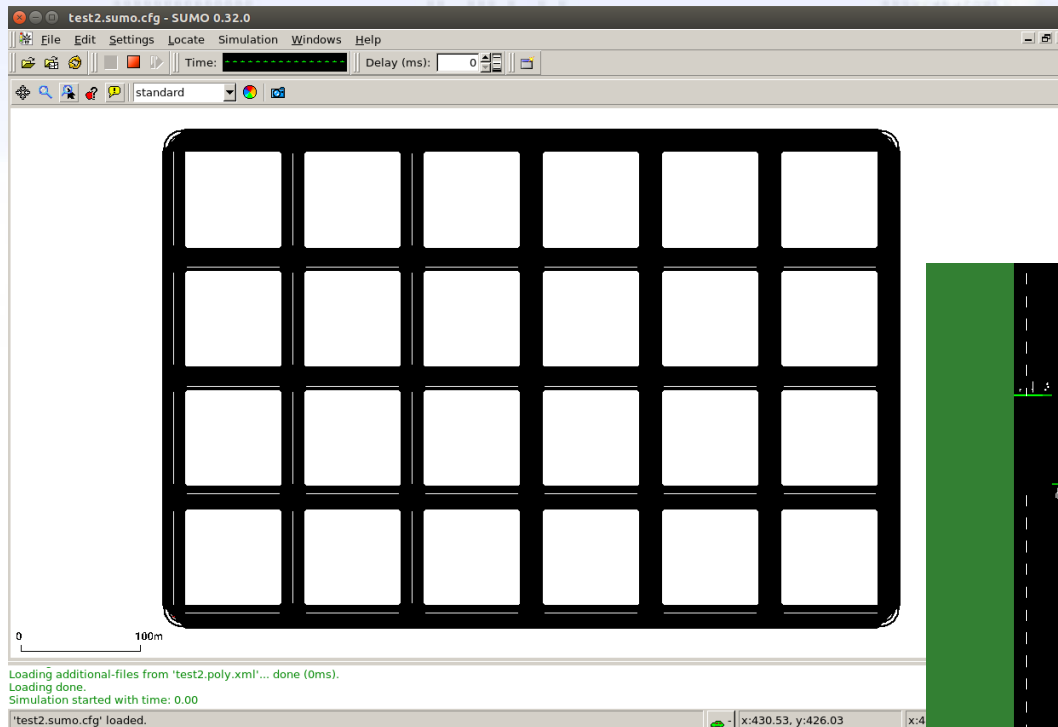 test2.sumo.cfg - SUMO 0.32.0
File Edit Settings Locate Simulation Windows Help
Time: Delay (ms): 0
standard
0 100m
Loading additional-files from 'test2.poly.xml'... done (0ms).
Loading done.
Simulation started with time: 0.00
'test2.sumo.cfg' loaded. - x:430.53, y:426.03 x:4